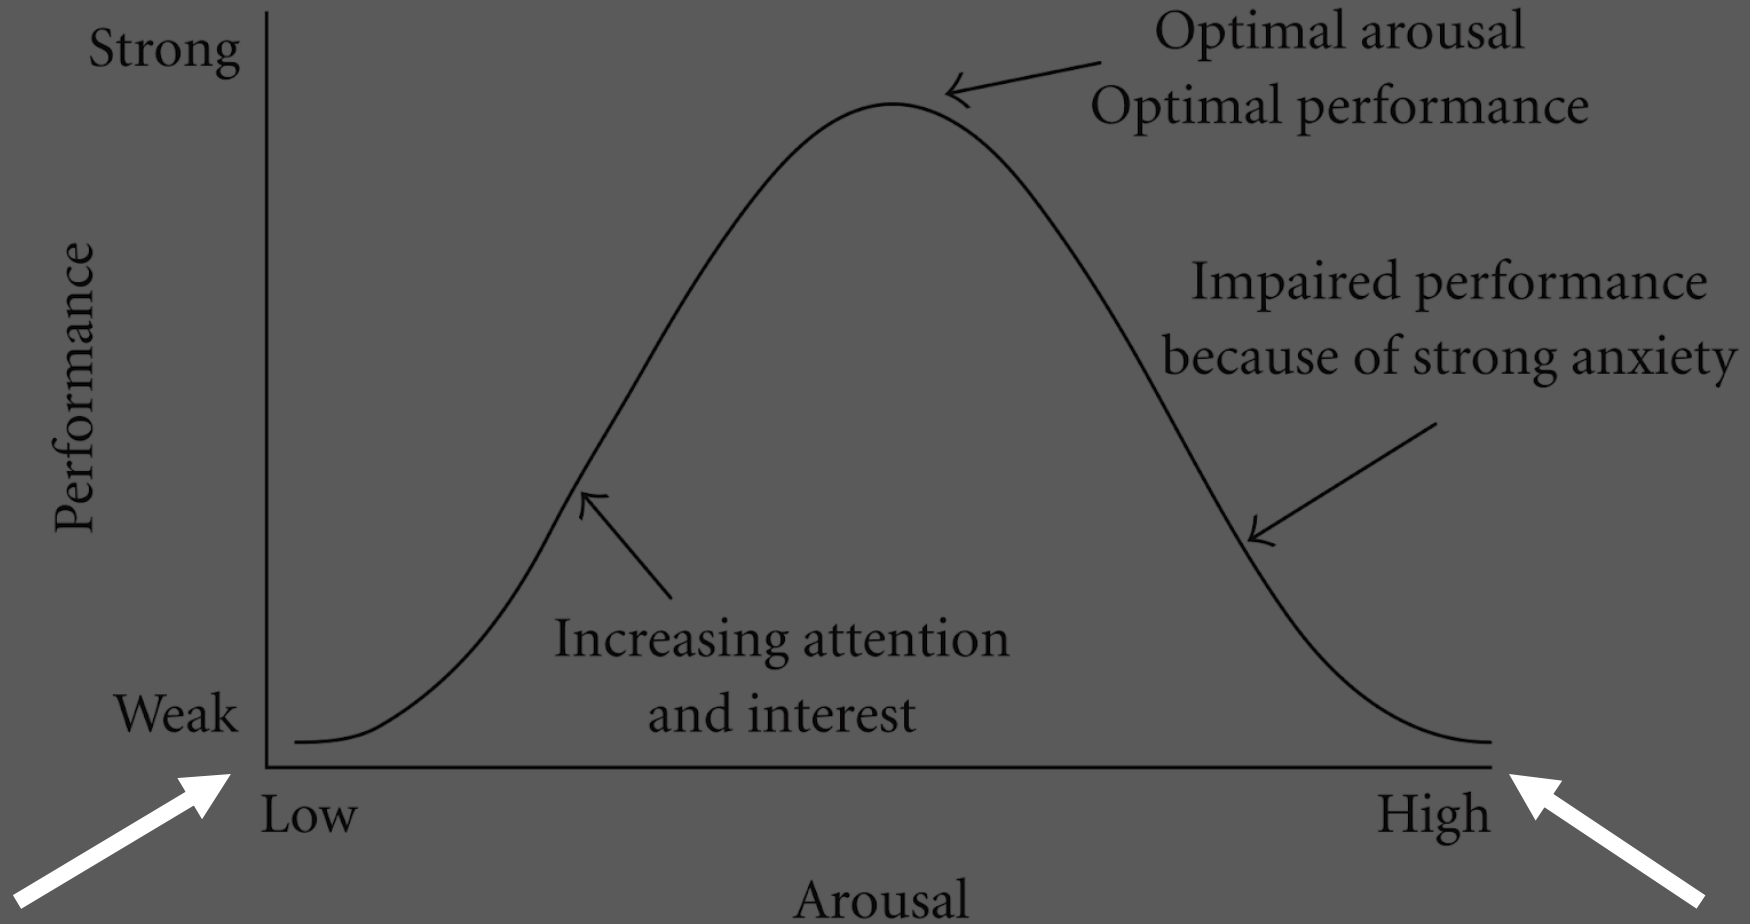 Strong
Optimal arousal
Optimal performance
Impaired performance
because of strong anxiety
Performance
Increasing attention
and interest
Weak
Low
High
Arousal